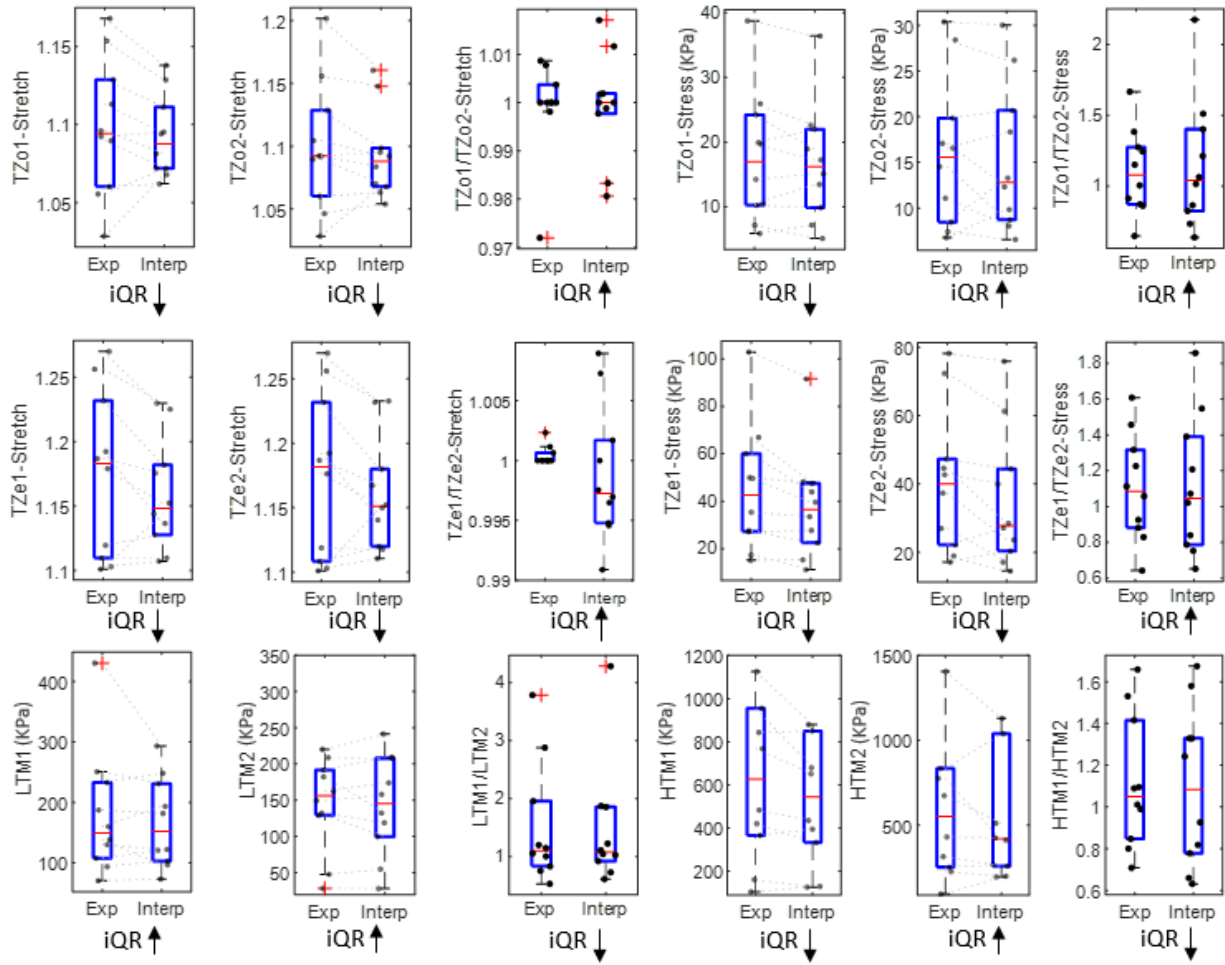 TZo1-Stretch
1.15
1.1
1.05
Exp Interp
iQR ↓
TZo2-Stretch
1.2
1.15
1.1
1.05
Exp Interp
iQR ↓
TZo1/TZo2-Stretch
1.01
1
0.99
0.98
0.97
Exp Interp
iQR ↑
TZo1-Stress (KPa)
40
30
20
10
Exp Interp
iQR ↓
TZo2-Stress (KPa)
30
25
20
15
10
Exp Interp
iQR ↑
TZo1/TZo2-Stress
2
1
Exp Interp
iQR ↑
TZe1-Stretch
1.25
1.2
1.15
1.1
Exp Interp
iQR ↓
TZe2-Stretch
1.25
1.2
1.15
1.1
Exp Interp
iQR ↓
TZe1/TZe2-Stretch
1.005
1
0.995
0.99
Exp Interp
iQR ↑
TZe1-Stress (KPa)
100
80
60
40
20
Exp Interp
iQR ↓
TZe2-Stress (KPa)
80
60
40
20
Exp Interp
iQR ↓
TZe1/TZe2-Stress
1.8
1.6
1.4
1.2
1
0.8
0.6
Exp Interp
iQR ↑
LTM1 (KPa)
400
300
200
100
Exp Interp
iQR ↑
LTM2 (KPa)
350
300
250
200
150
100
50
Exp Interp
iQR ↑
LTM1/LTM2
4
3
2
1
Exp Interp
iQR ↓
HTM1 (KPa)
1200
1000
800
600
400
200
Exp Interp
iQR ↓
HTM2 (KPa)
1500
1000
500
Exp Interp
iQR ↑
HTM1/HTM2
1.6
1.4
1.2
1
0.8
0.6
Exp Interp
iQR ↓